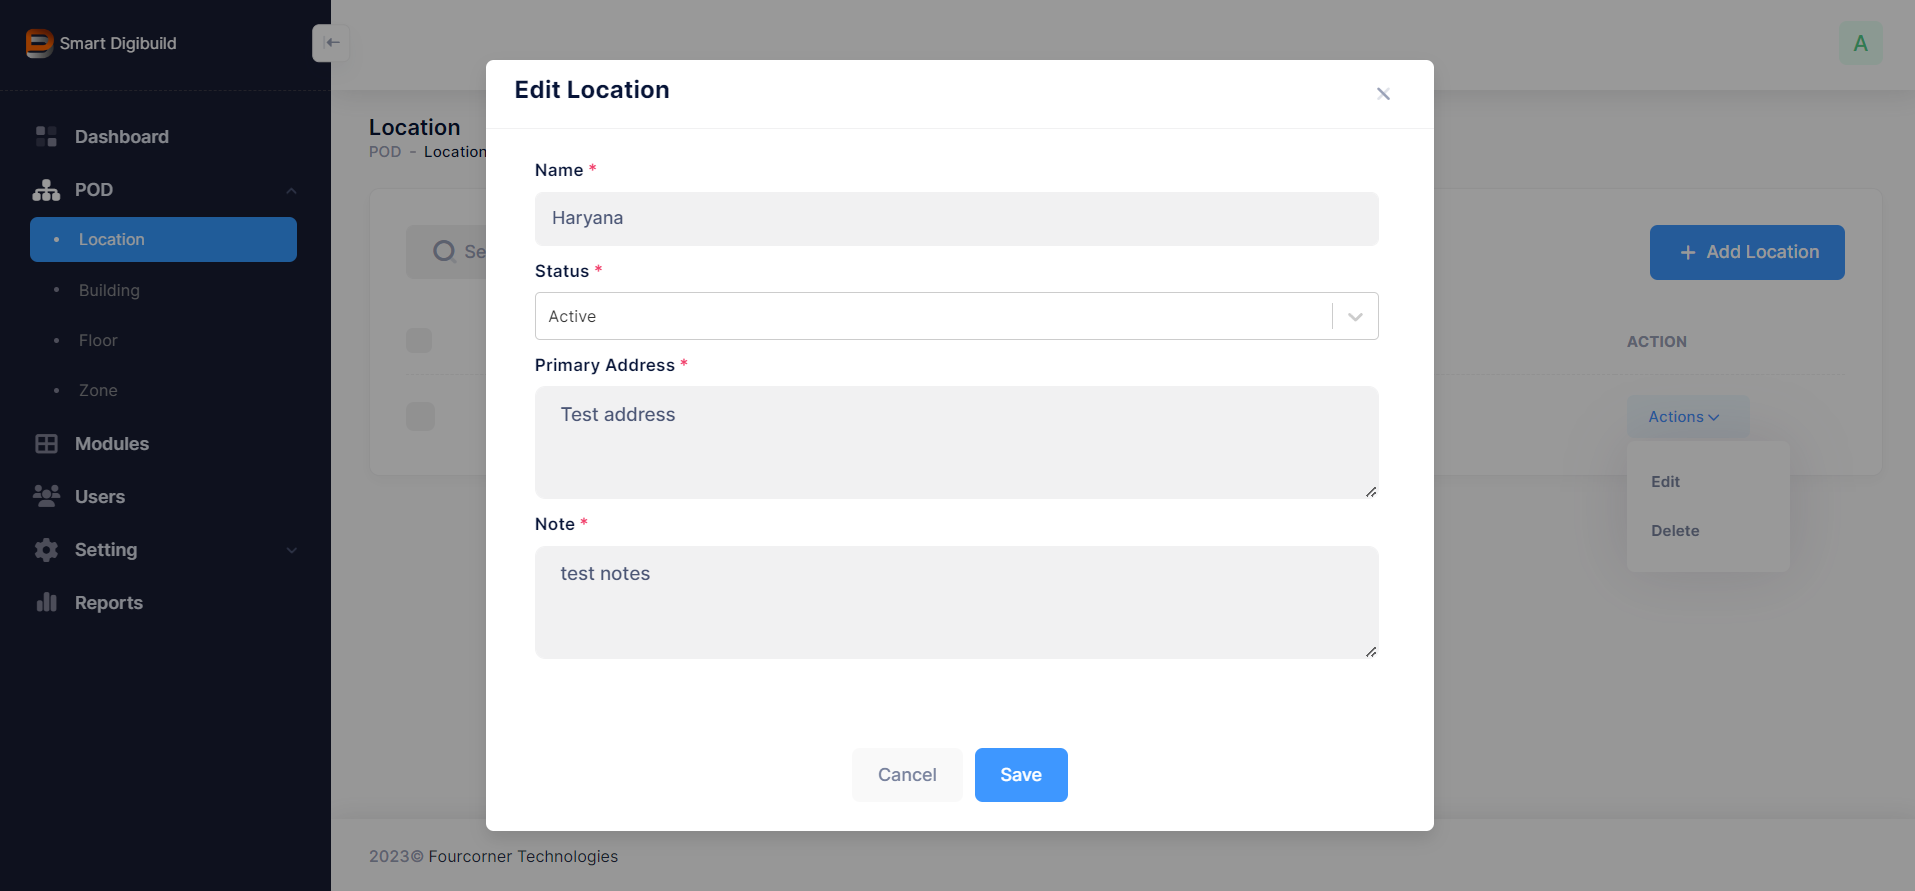 Smart Digibuild
A
Dashboard
POD
Location
Building
Floor
Zone
Modules
Users
Setting
Reports
Location
POD - Location
Add Location
ACTION
Actions
Edit
Delete
Edit Location
Name *
Haryana
Status *
Active
Primary Address *
Test address
Note *
test notes
Cancel
Save
2023© Fourcorner Technologies